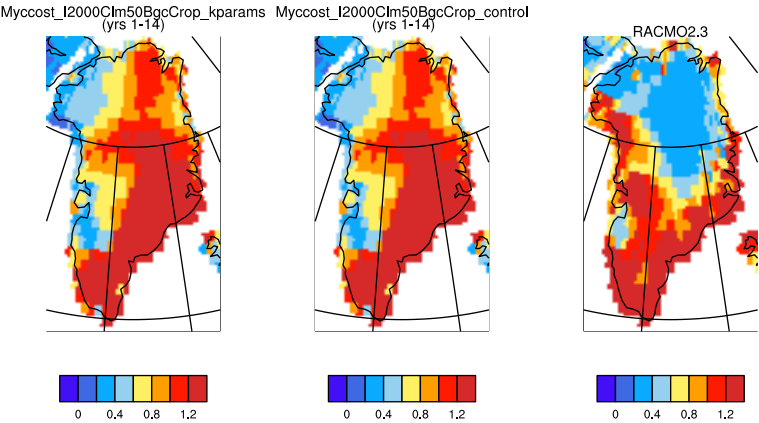 Myccost_I2000Clm50BgcCrop_kparams
(yrs 1-14)
Myccost_I2000Clm50BgcCrop_control
(yrs 1-14)
RACMO2.3
0 0.4 0.8 1.2
0 0.4 0.8 1.2
0 0.4 0.8 1.2